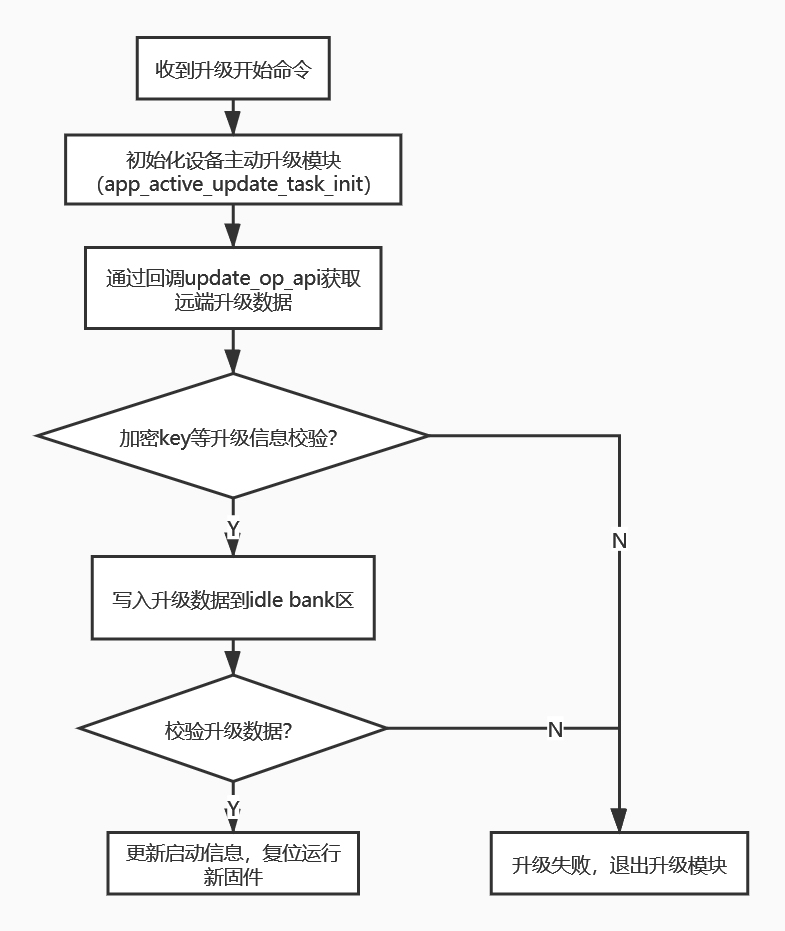 收到升级开始命令
初始化设备主动升级模块
（app_active_update_task_init）
通过回调update_op_api获取
远端升级数据
加密key等升级信息校验？
Y
N
写入升级数据到idle bank区
校验升级数据？
N
Y
更新启动信息，复位运行
新固件
升级失败，退出升级模块